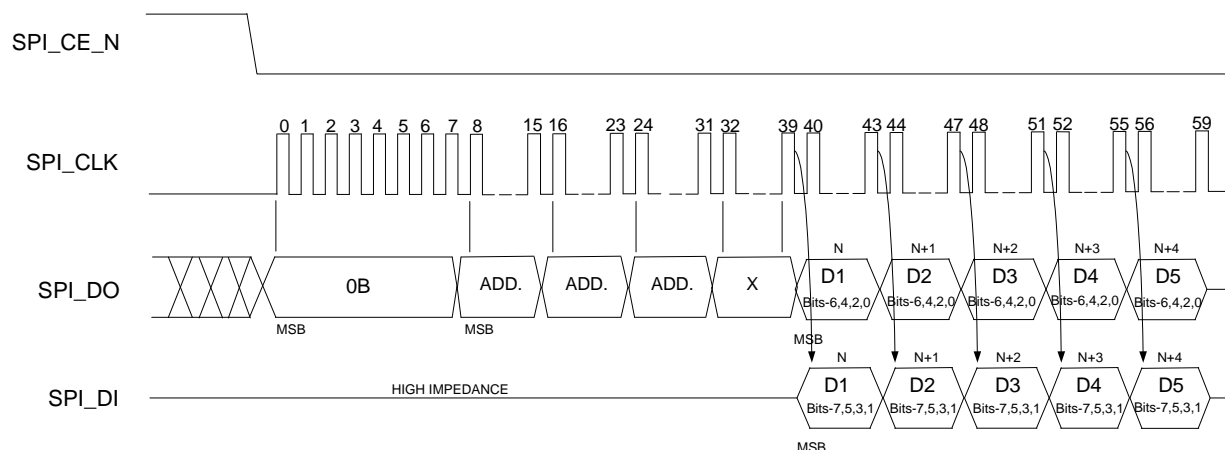 SPI_CE_N
0 1 2 3 4 5 6 7 8 15 16 23 24 31 32 39 40 43 44 47 48 51 52 55 56 59
SPI_CLK
N N+1 N+2 N+3 N+4
SPI_DO 0B ADD. ADD. ADD. X D1 D2 D3 D4 D5
Bits-6,4,2,0 Bits-6,4,2,0 Bits-6,4,2,0 Bits-6,4,2,0 Bits-6,4,2,0
MSB MSB MSB
N N+1 N+2 N+3 N+4
SPI_DI HIGH IMPEDANCE D1 D2 D3 D4 D5
Bits-7,5,3,1 Bits-7,5,3,1 Bits-7,5,3,1 Bits-7,5,3,1 Bits-7,5,3,1
MSB